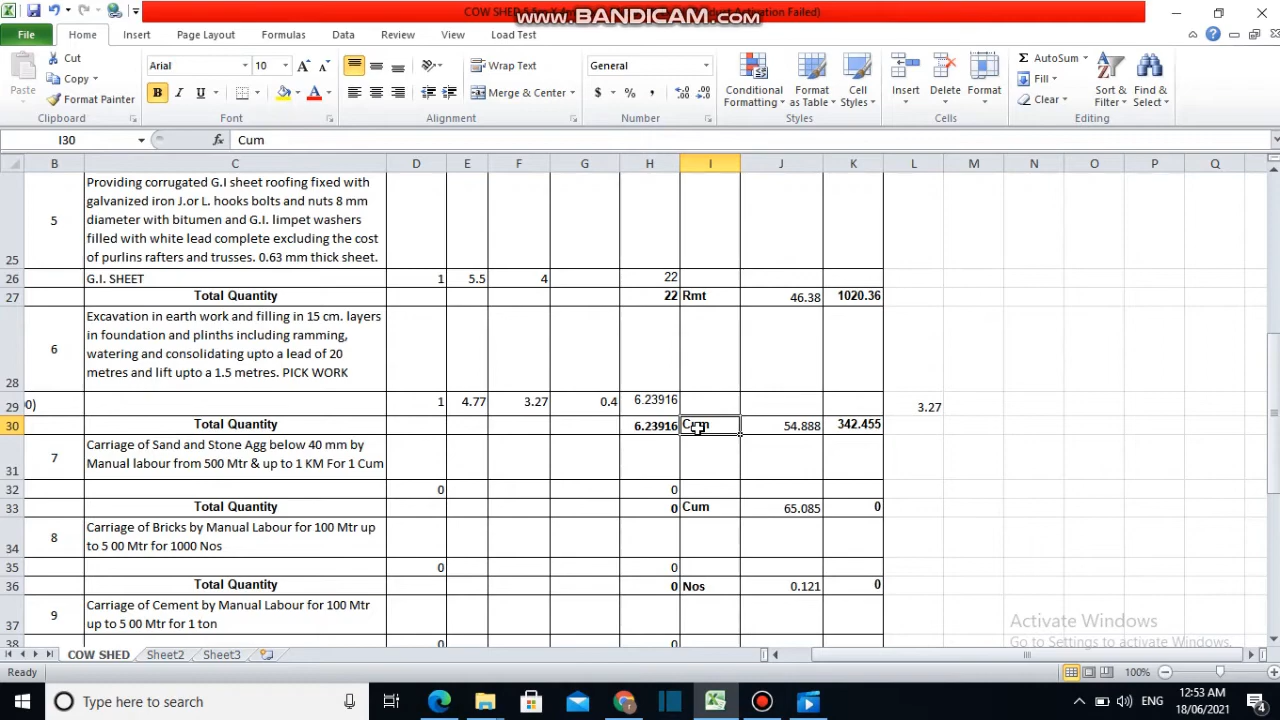 COW SHED
www.BANDICAM.com
Product Activation Failed)
File Home Insert Page Layout Formulas Data Review View Load Test
Cut
Copy
Format Painter
Paste
Clipboard
Arial 10
B I U
Font
Wrap Text
Merge & Center
Alignment
General
$ % ,
Number
Conditional Formatting
Format as Table
Cell Styles
Styles
Insert Delete Format
Cells
AutoSum
Fill
Clear
Sort & Filter
Find & Select
Editing
I30 fx Cum
B C D E F G H I J K L M N O P Q
Providing corrugated G.I sheet roofing fixed with
galvanized iron J.or L. hooks bolts and nuts 8 mm
5 diameter with bitumen and G.I. limpet washers
filled with white lead complete excluding the cost
25 of purlins rafters and trusses. 0.63 mm thick sheet.
26 G.I. SHEET 1 5.5 4 22
27 Total Quantity 22 Rmt 46.38 1020.36
Excavation in earth work and filling in 15 cm. layers
in foundation and plinths including ramming,
6 watering and consolidating upto a lead of 20
28 metres and lift upto a 1.5 metres. PICK WORK
29 0) 1 4.77 3.27 0.4 6.23916 3.27
30 Total Quantity 6.23916 Cum 54.888 342.455
7 Carriage of Sand and Stone Agg below 40 mm by
31 Manual labour from 500 Mtr & up to 1 KM For 1 Cum
32 0 0
33 Total Quantity 0 Cum 65.085 0
8 Carriage of Bricks by Manual Labour for 100 Mtr up
34 to 5 00 Mtr for 1000 Nos
35 0 0
36 Total Quantity 0 Nos 0.121 0
9 Carriage of Cement by Manual Labour for 100 Mtr
37 up to 5 00 Mtr for 1 ton
38 0 0
Activate Windows
Go to Settings to activate Windows.
COW SHED Sheet2 Sheet3
Ready 100%
Type here to search
ENG
12:53 AM
18/06/2021
4